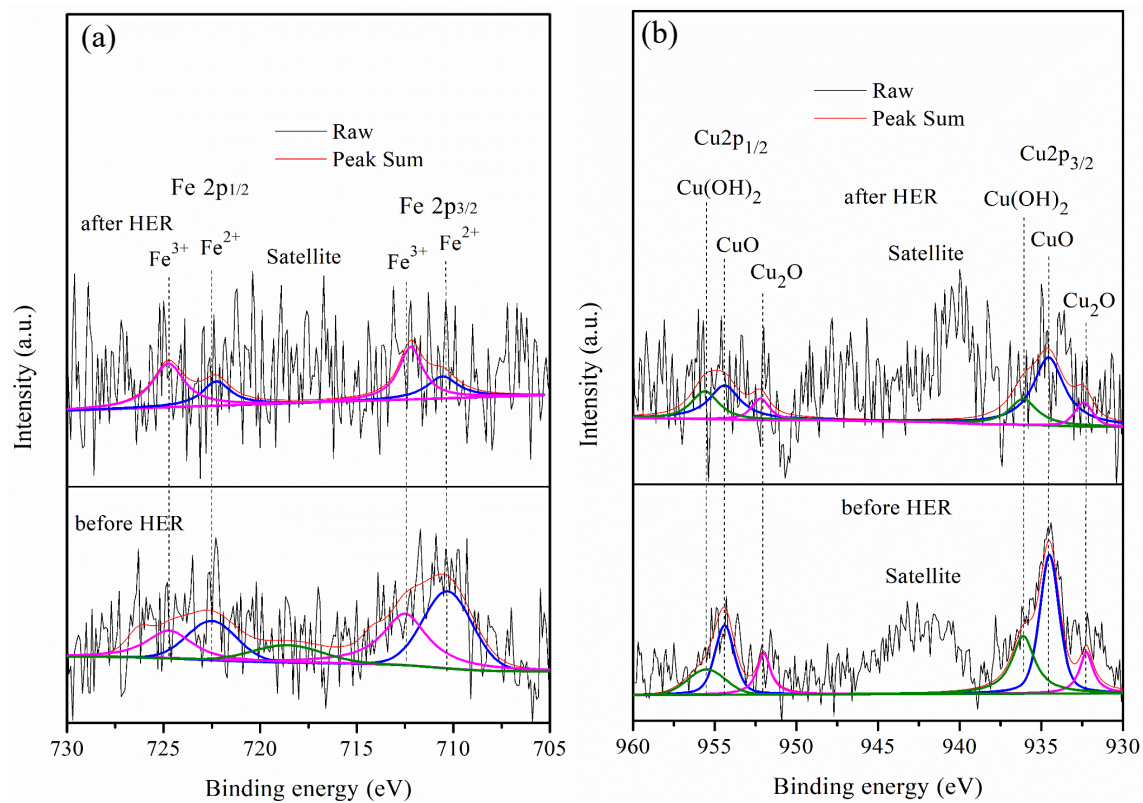 (a)
Raw
Peak Sum
Fe 2p1/2
after HER
Fe 2p3/2
Fe3+
Fe2+
Satellite
Fe3+
Fe2+
before HER
Intensity (a.u.)
730 725 720 715 710 705
Binding energy (eV)
(b)
Raw
Peak Sum
Cu2p1/2
Cu2p3/2
Cu(OH)2
after HER
Cu(OH)2
CuO
Satellite
CuO
Cu2O
Cu2O
before HER
Satellite
Intensity (a.u.)
960 955 950 945 940 935 930
Binding energy (eV)